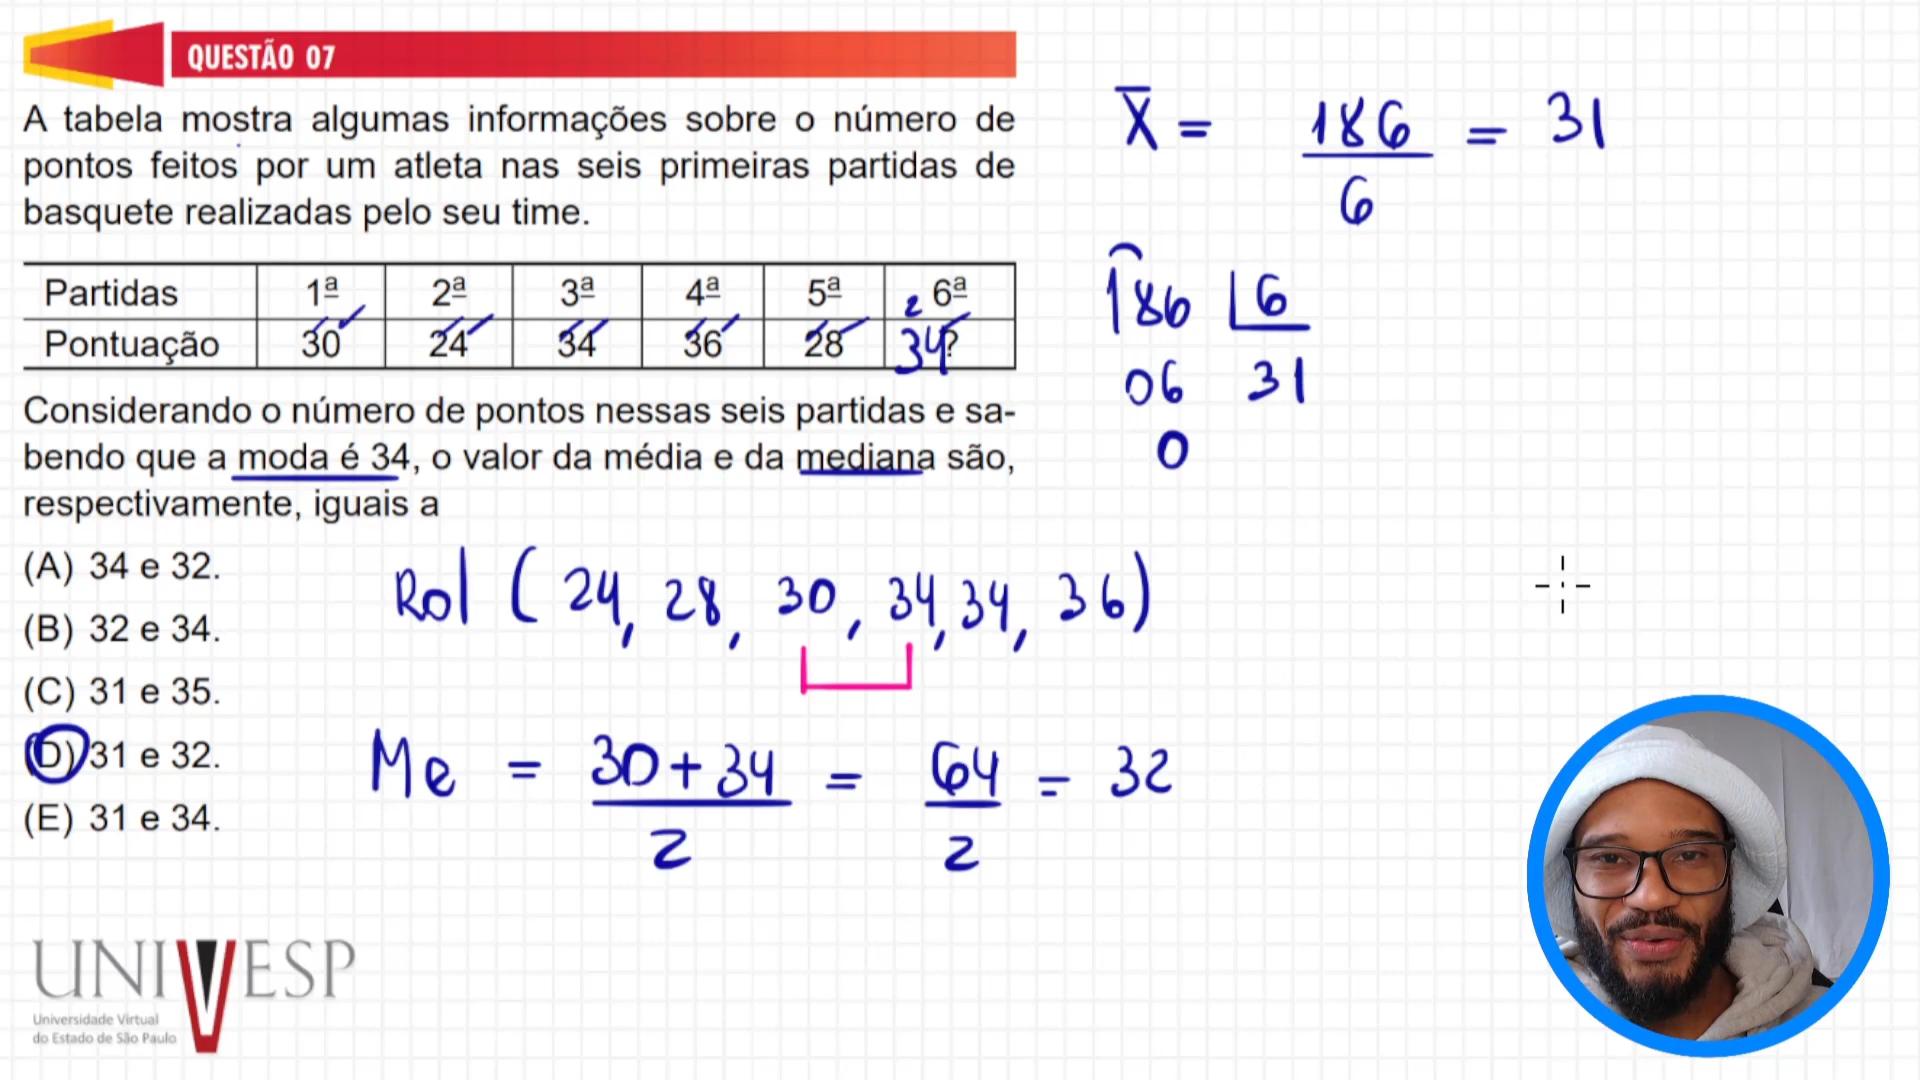 QUESTÃO 07
A tabela mostra algumas informações sobre o número de
pontos feitos por um atleta nas seis primeiras partidas de
basquete realizadas pelo seu time.
Partidas 1ª 2ª 3ª 4ª 5ª 2 6ª
Pontuação 30 24 34 36 28 34 ?
Considerando o número de pontos nessas seis partidas e sa-
bendo que a moda é 34, o valor da média e da mediana são,
respectivamente, iguais a
(A) 34 e 32.
(B) 32 e 34.
(C) 31 e 35.
(D) 31 e 32.
(E) 31 e 34.
Rol ( 24, 28, 30, 34, 34, 36)
Me = 30+34 = 64 = 32
2 2
X̅ = 186 = 31
6
186 6
06 31
0
UNIVESP
Universidade Virtual
do Estado de São Paulo